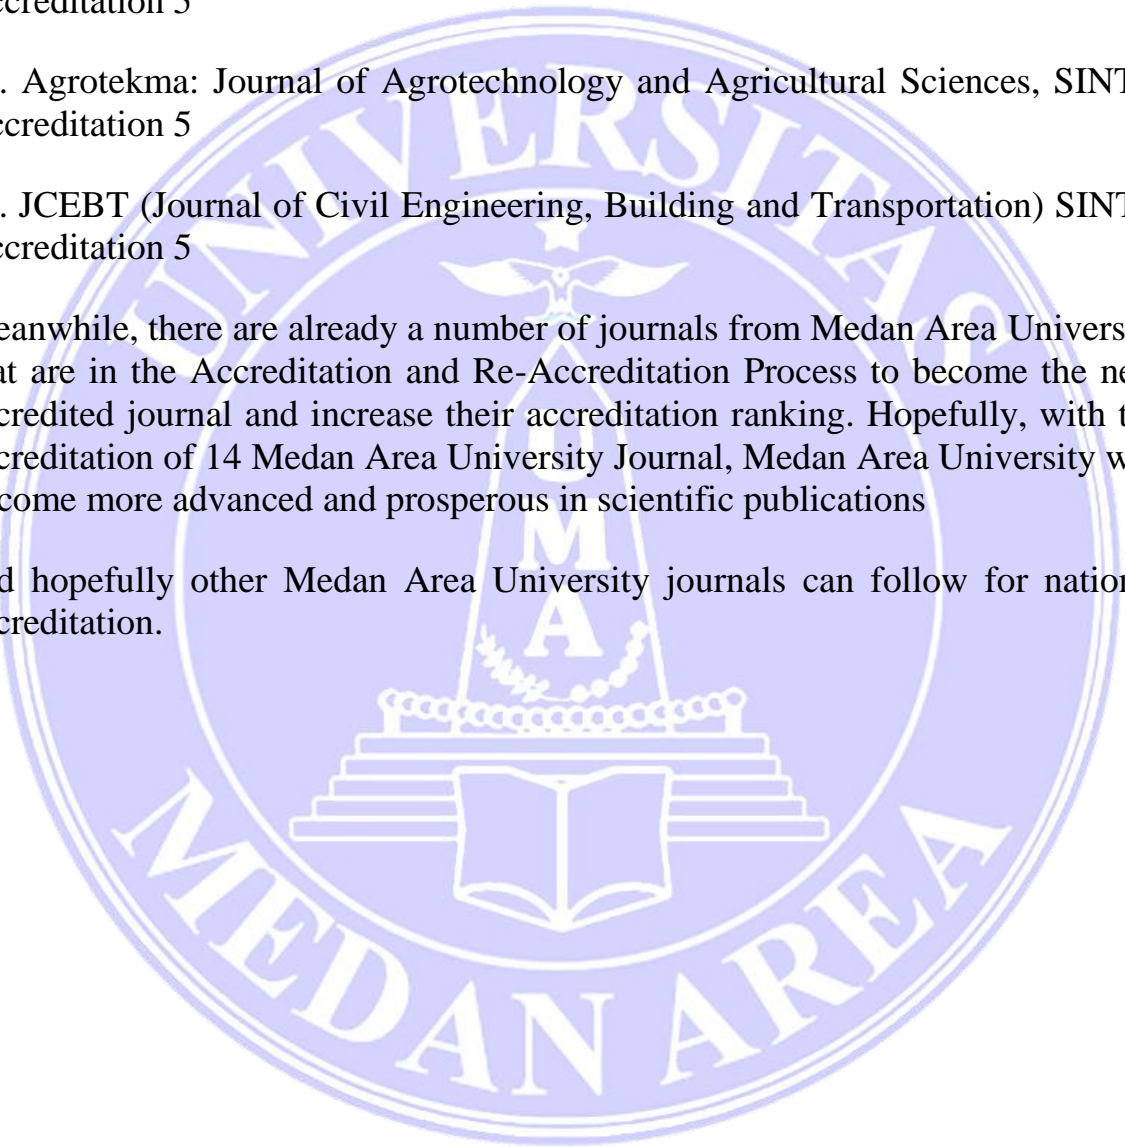 ccreditation 5
. Agrotekma: Journal of Agrotechnology and Agricultural Sciences, SINT
ccreditation 5
. JCEBT (Journal of Civil Engineering, Building and Transportation) SINT
ccreditation 5
eanwhile, there are already a number of journals from Medan Area Univers
at are in the Accreditation and Re-Accreditation Process to become the ne
credited journal and increase their accreditation ranking. Hopefully, with t
creditation of 14 Medan Area University Journal, Medan Area University w
come more advanced and prosperous in scientific publications
d hopefully other Medan Area University journals can follow for nation
creditation.
UNIVERSITAS
U
M
A
MEDAN AREA